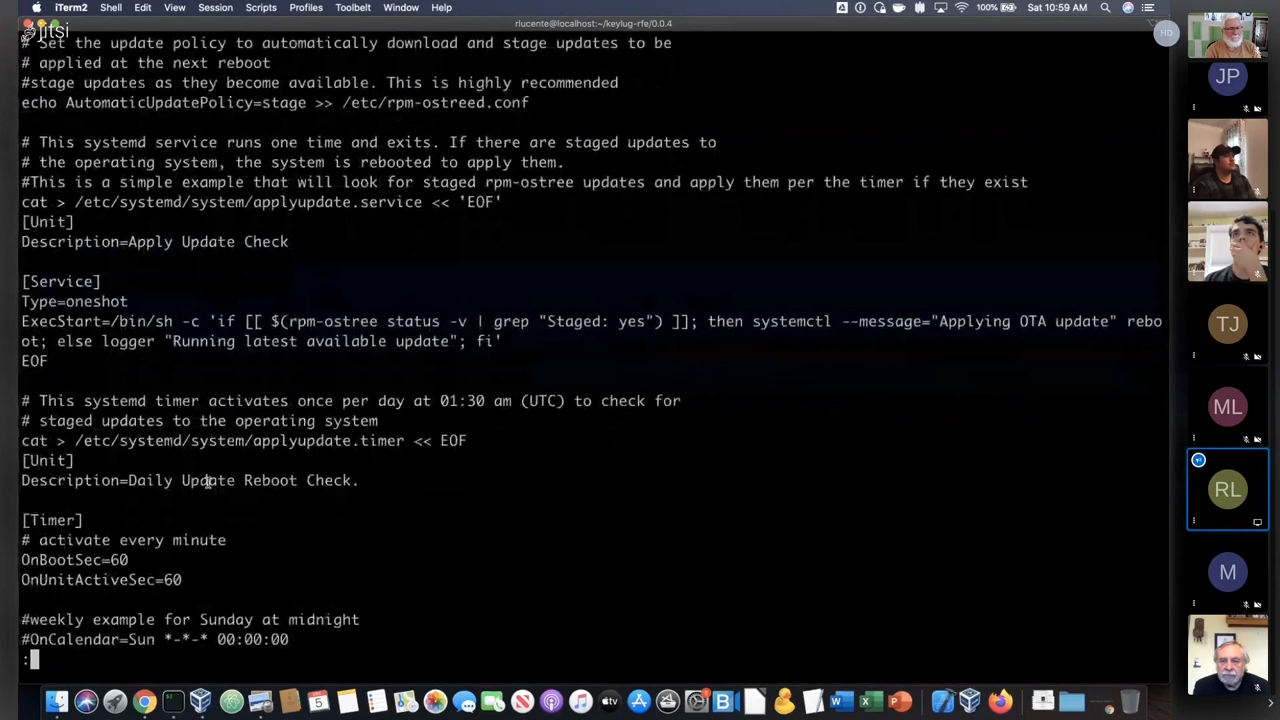 iTerm2 Shell Edit View Session Scripts Profiles Toolbelt Window Help 100% Sat 10:59 AM
jitsi
rlucente@localhost:~/keylug-rfe/0.0.4
# Set the update policy to automatically download and stage updates to be
# applied at the next reboot
#stage updates as they become available. This is highly recommended
echo AutomaticUpdatePolicy=stage >> /etc/rpm-ostreed.conf
# This systemd service runs one time and exits. If there are staged updates to
# the operating system, the system is rebooted to apply them.
#This is a simple example that will look for staged rpm-ostree updates and apply them per the timer if they exist
cat > /etc/systemd/system/applyupdate.service << 'EOF'
[Unit]
Description=Apply Update Check
[Service]
Type=oneshot
ExecStart=/bin/sh -c 'if [[ $(rpm-ostree status -v | grep "Staged: yes") ]]; then systemctl --message="Applying OTA update" rebo
ot; else logger "Running latest available update"; fi'
EOF
# This systemd timer activates once per day at 01:30 am (UTC) to check for
# staged updates to the operating system
cat > /etc/systemd/system/applyupdate.timer << EOF
[Unit]
Description=Daily Update Reboot Check.
[Timer]
# activate every minute
OnBootSec=60
OnUnitActiveSec=60
#weekly example for Sunday at midnight
#OnCalendar=Sun *-*-* 00:00:00
:
HD
JP
TJ
ML
RL
M